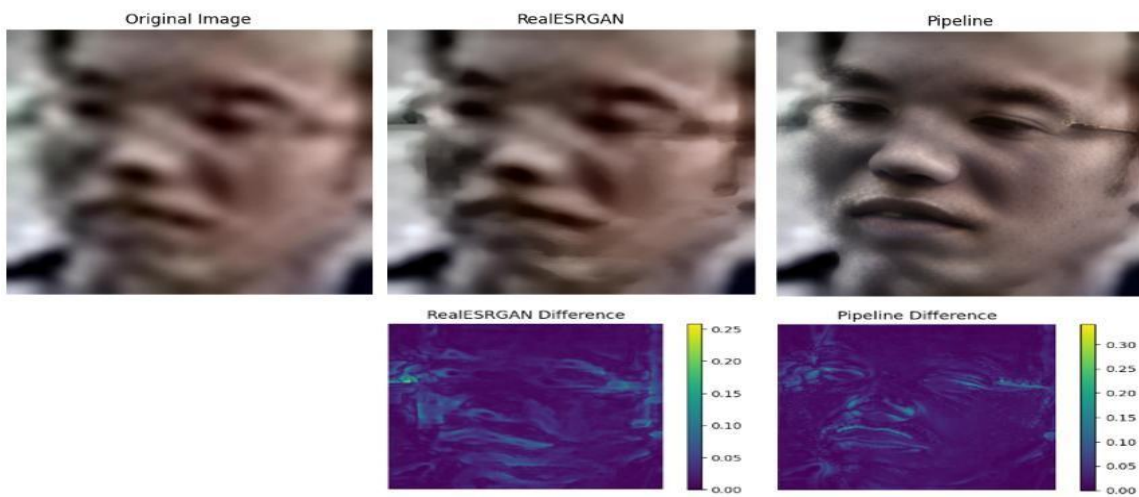 Original Image
RealESRGAN
Pipeline
RealESRGAN Difference
Pipeline Difference
0.25
0.20
0.15
0.10
0.05
0.00
0.30
0.25
0.20
0.15
0.10
0.05
0.00